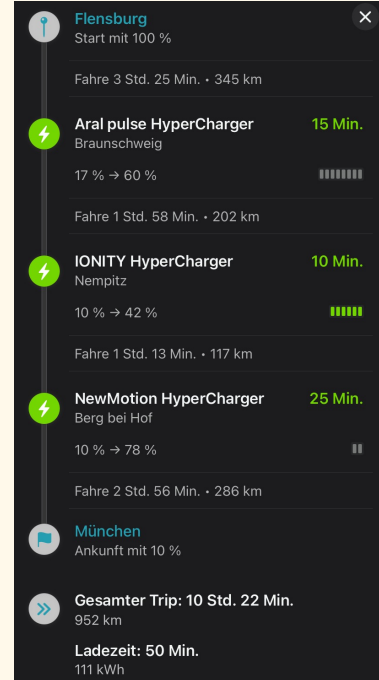 Flensburg
Start mit 100 %
Fahre 3 Std. 25 Min. • 345 km
Aral pulse HyperCharger 15 Min.
Braunschweig
17 % → 60 %
Fahre 1 Std. 58 Min. • 202 km
IONITY HyperCharger 10 Min.
Nempitz
10 % → 42 %
Fahre 1 Std. 13 Min. • 117 km
NewMotion HyperCharger 25 Min.
Berg bei Hof
10 % → 78 %
Fahre 2 Std. 56 Min. • 286 km
München
Ankunft mit 10 %
Gesamter Trip: 10 Std. 22 Min.
952 km
Ladezeit: 50 Min.
111 kWh